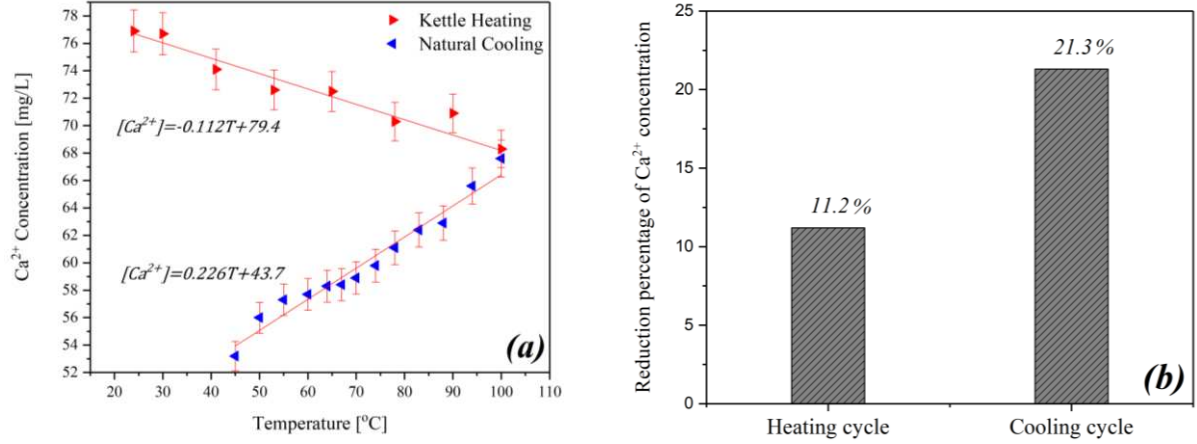 Kettle Heating
Natural Cooling
Ca²⁺ Concentration [mg/L]
78
76
74
72
70
68
66
64
62
60
58
56
54
52
[Ca²⁺]=-0.112T+79.4
[Ca²⁺]=0.226T+43.7
(a)
20 30 40 50 60 70 80 90 100 110
Temperature [°C]
Reduction percentage of Ca²⁺ concentration
25
20
15
10
5
0
11.2%
21.3%
(b)
Heating cycle Cooling cycle